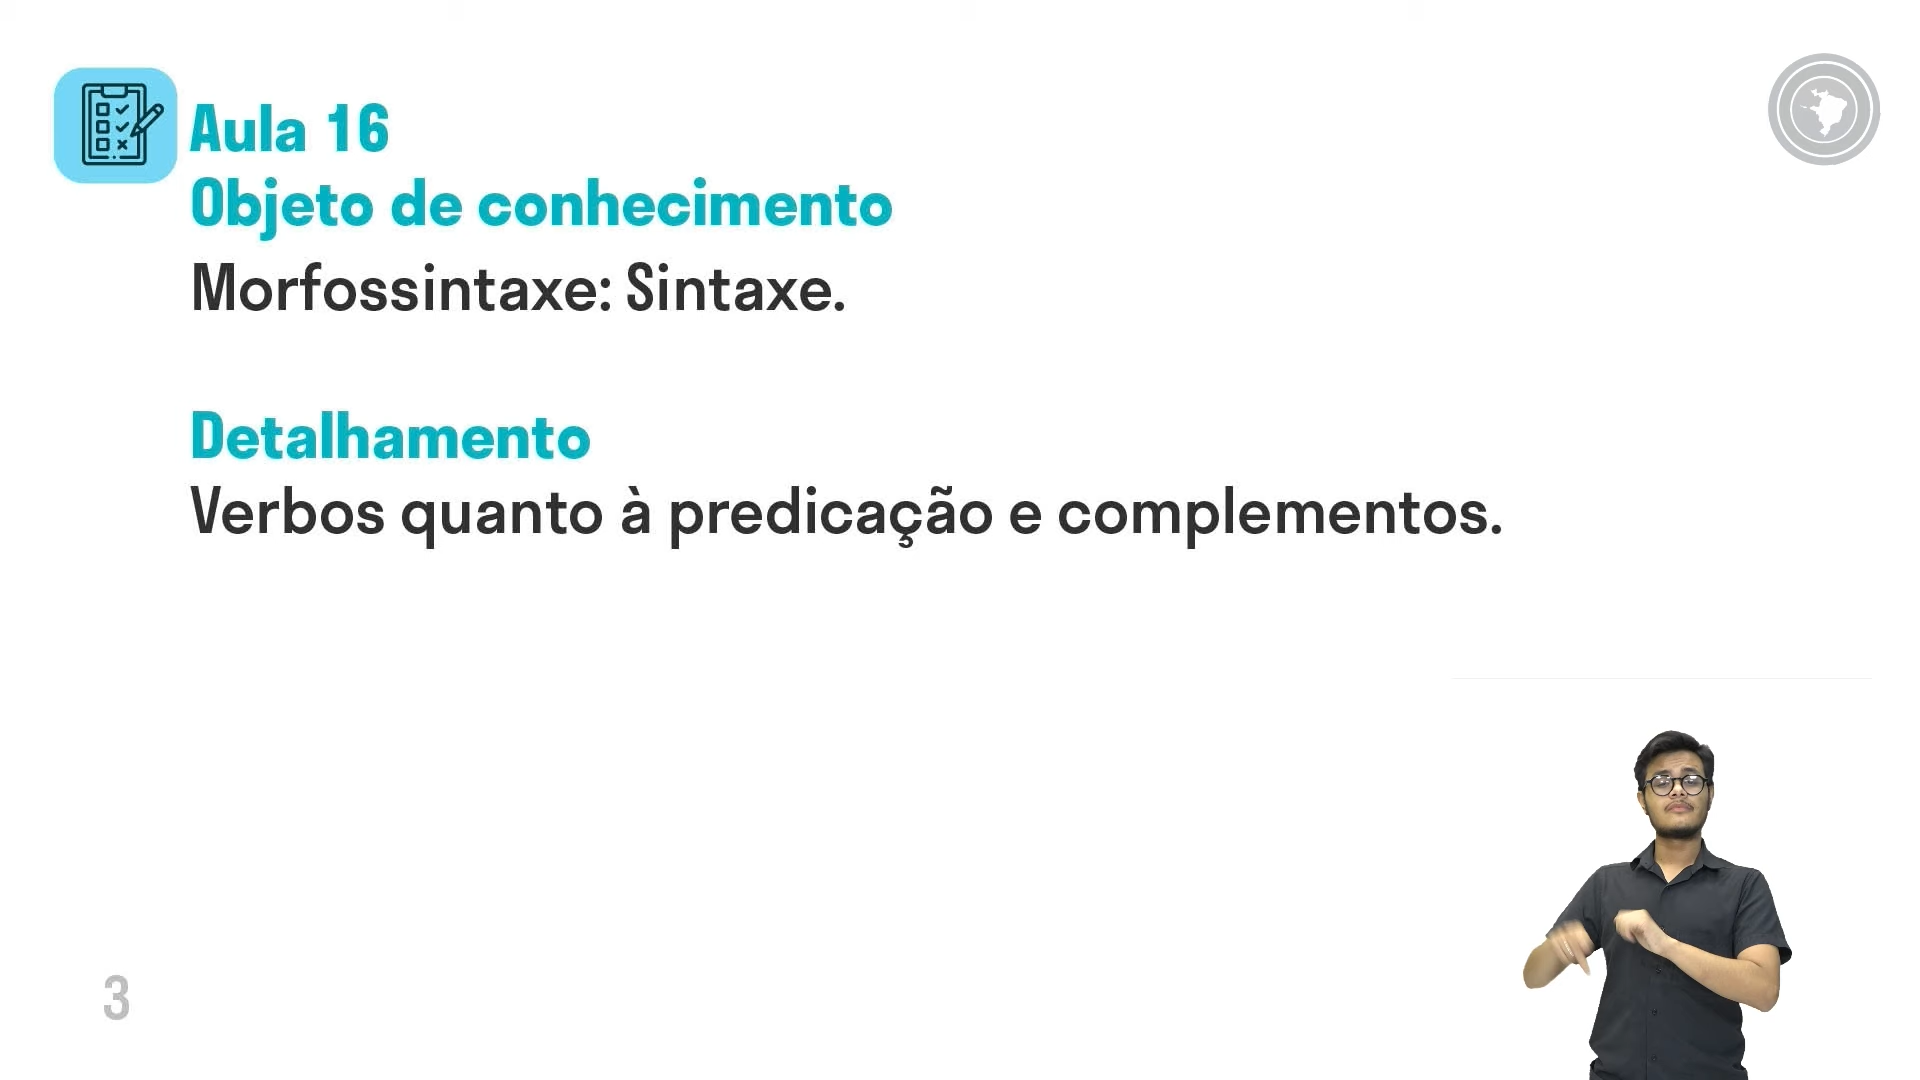 Aula 16
Objeto de conhecimento
Morfossintaxe: Sintaxe.
Detalhamento
Verbos quanto à predicação e complementos.
3